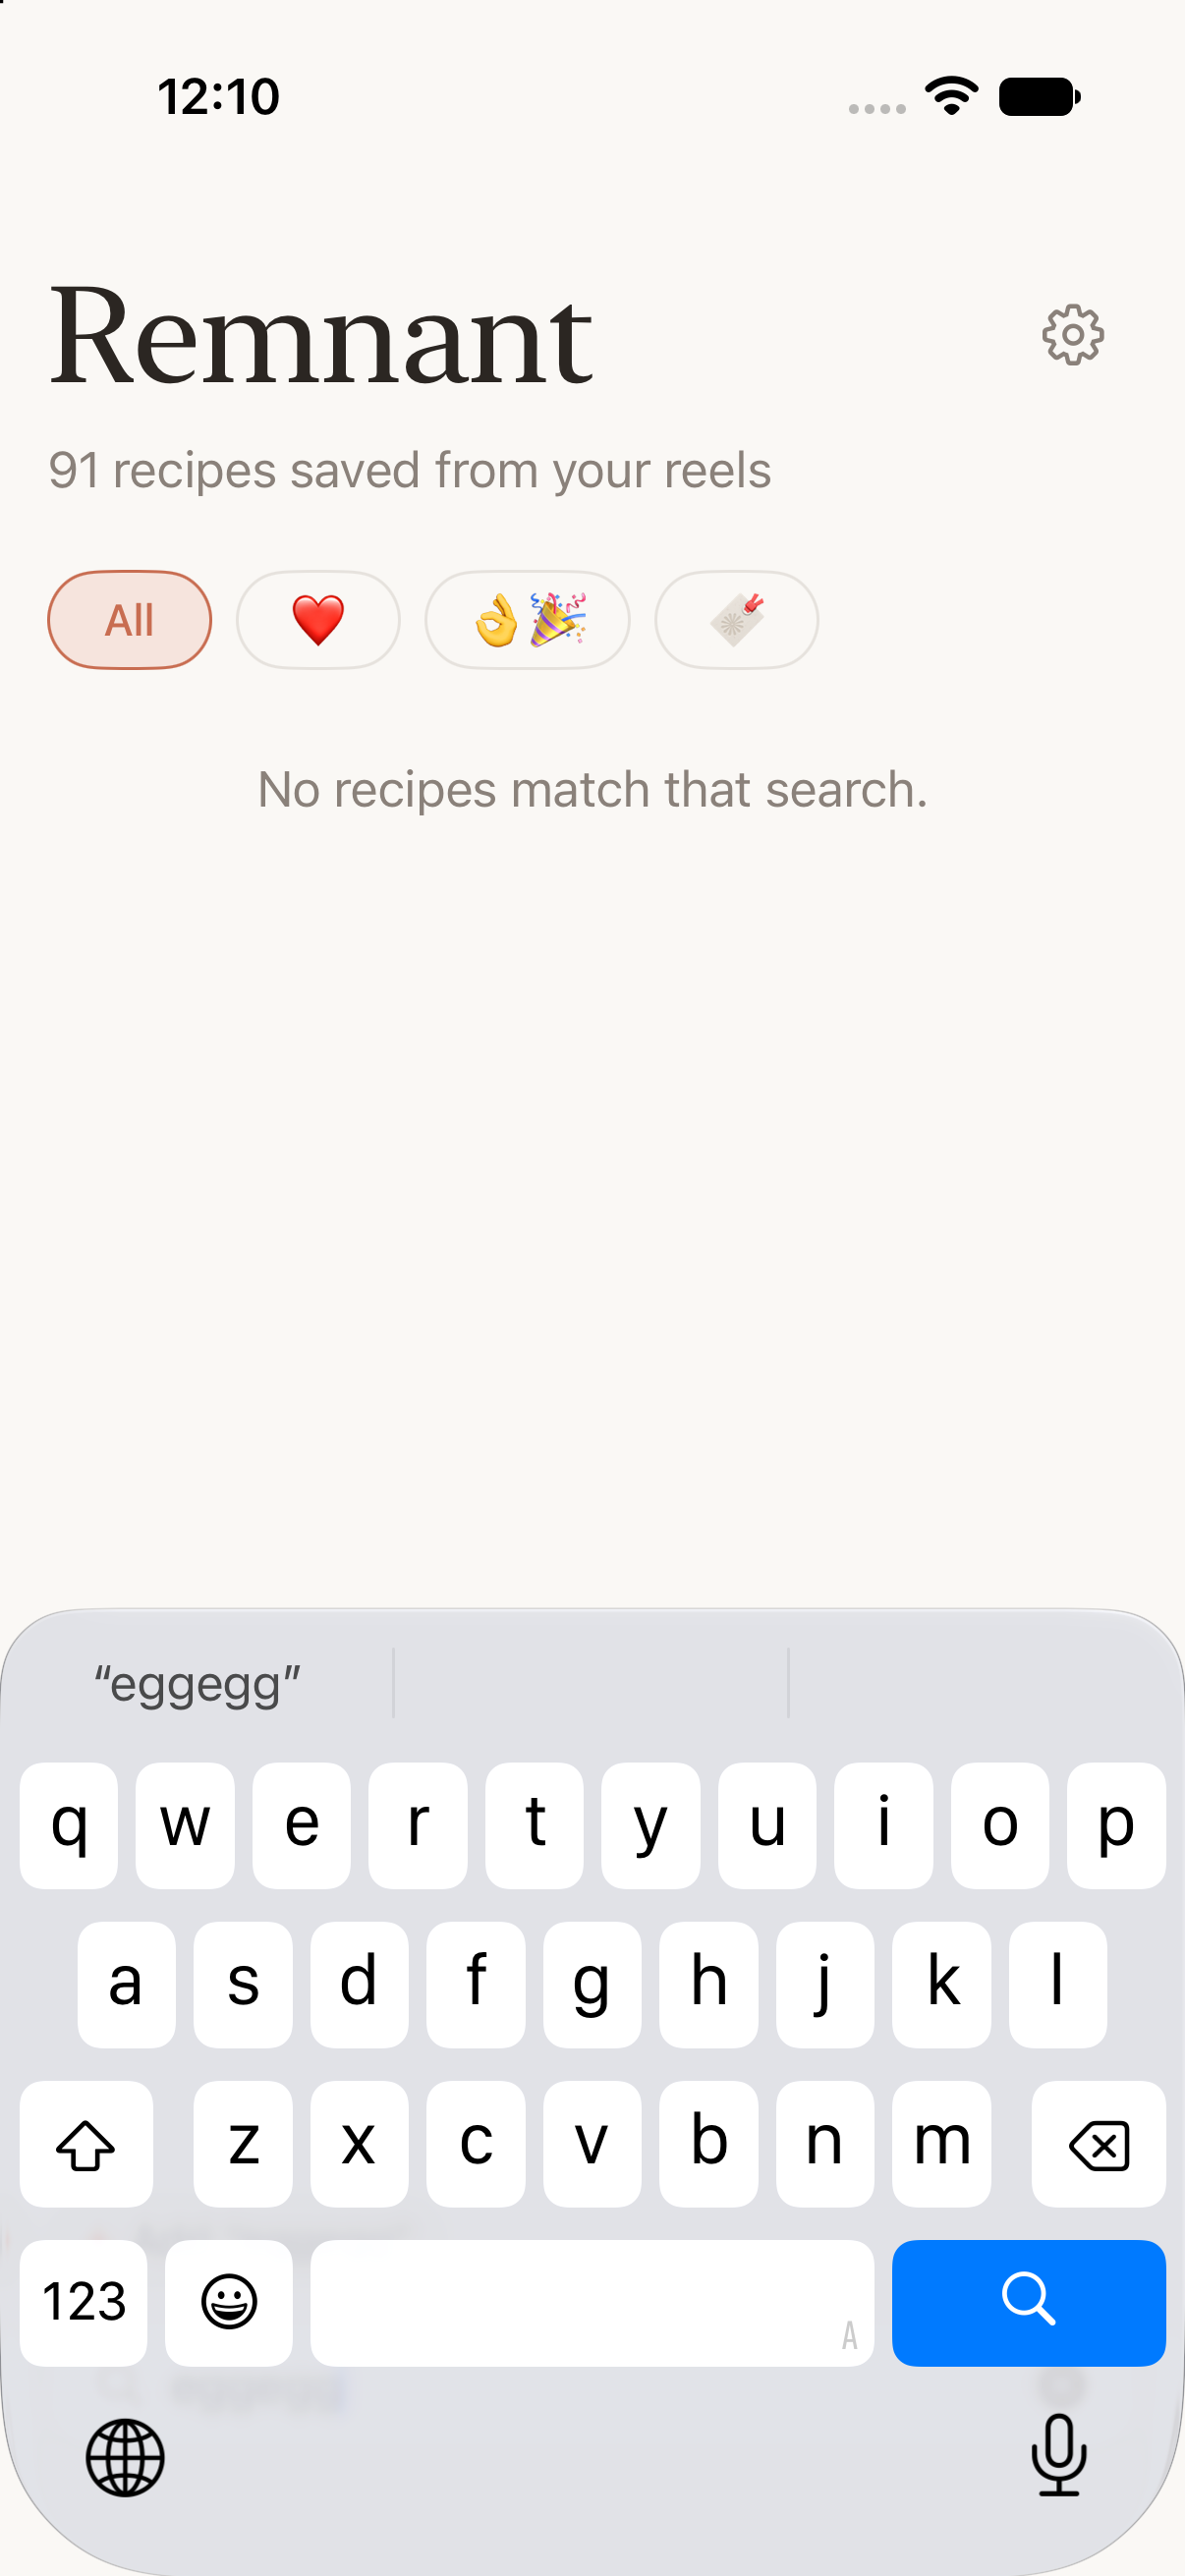 12:10
Remnant
91 recipes saved from your reels
All ❤️ 👌🎉 🧧
No recipes match that search.
“eggegg”
q w e r t y u i o p
a s d f g h j k l
z x c v b n m
123